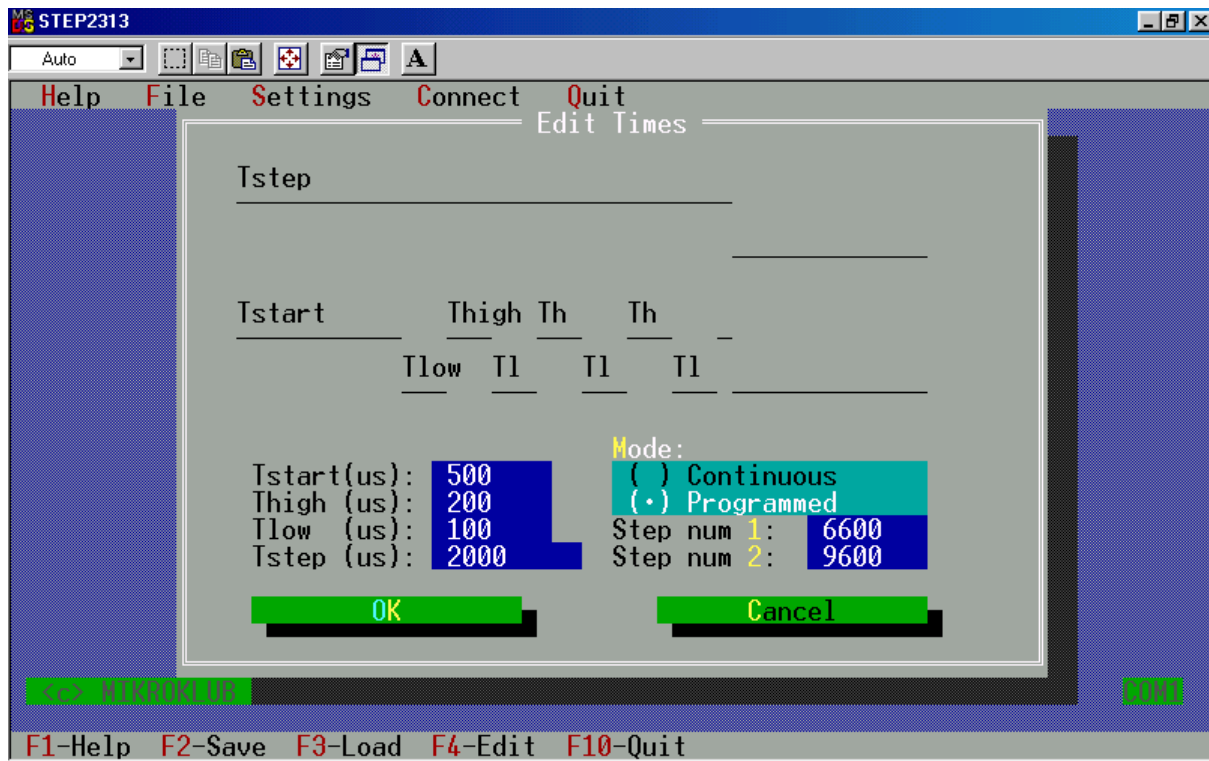 STEP2313
Auto
A
Help File Settings Connect Quit
Edit Times
Tstep
Tstart Thigh Th Th
Tlow Tl Tl Tl
Mode:
Tstart(us): 500 ( ) Continuous
Thigh (us): 200 (•) Programmed
Tlow (us): 100 Step num 1: 6600
Tstep (us): 2000 Step num 2: 9600
OK Cancel
<c> MIKROKLUB COM1
F1-Help F2-Save F3-Load F4-Edit F10-Quit